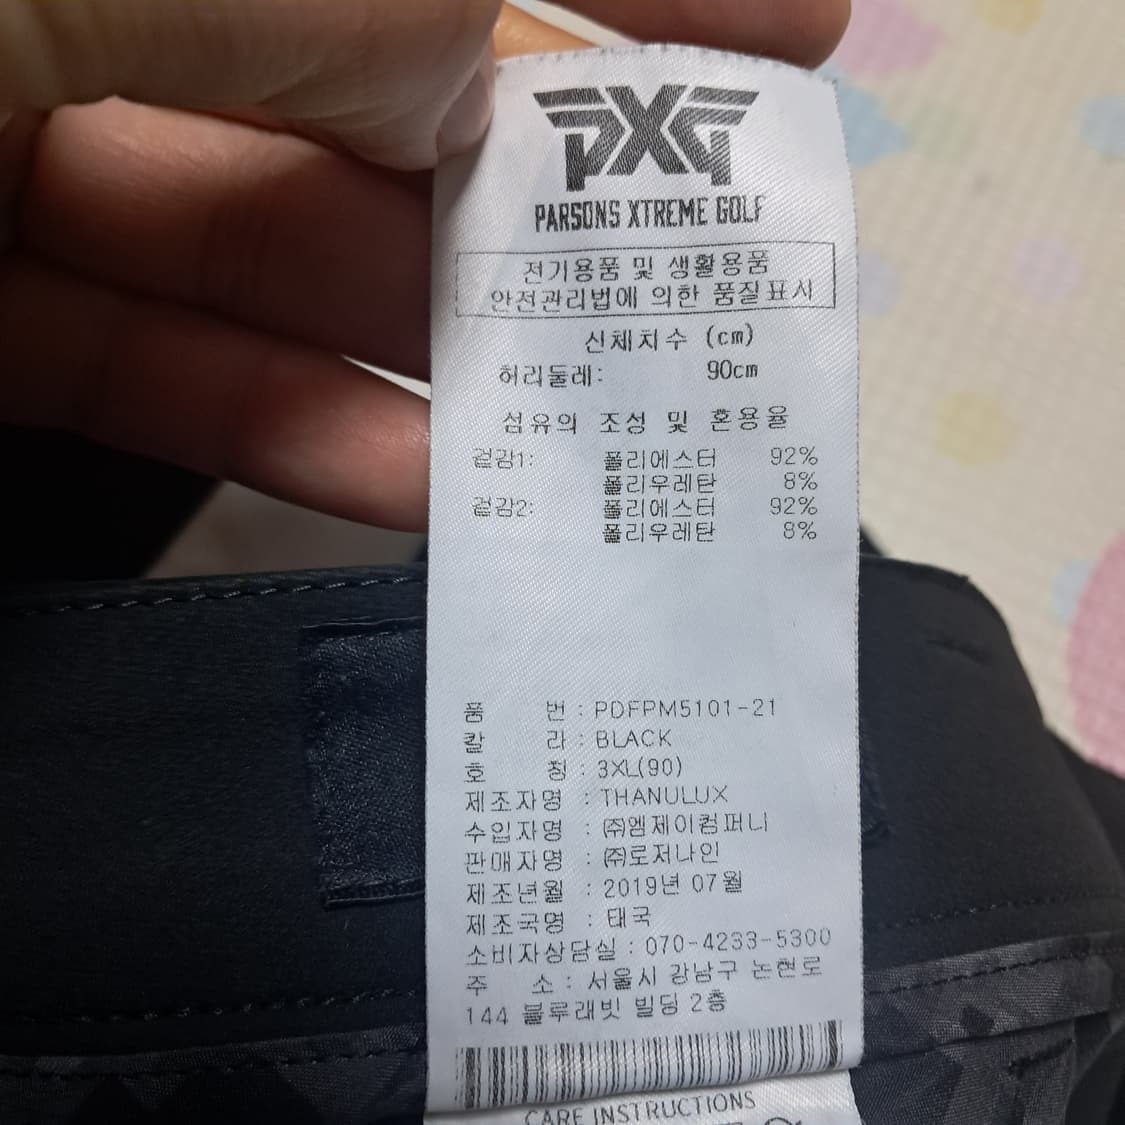 PXG
PARSONS XTREME GOLF
전기용품 및 생활용품
안전관리법에 의한 품질표시
신체치수 (cm)
허리둘레: 90cm
섬유의 조성 및 혼용율
겉감1: 폴리에스터 92%
폴리우레탄 8%
겉감2: 폴리에스터 92%
폴리우레탄 8%
품 번 : PDFPM5101-21
칼 라 : BLACK
호 칭 : 3XL(90)
제조자명 : THANULUX
수입자명 : ㈜엠제이컴퍼니
판매자명 : ㈜로저나인
제조년월 : 2019년 07월
제조국명 : 태국
소비자상담실 : 070-4233-5300
주 소 : 서울시 강남구 논현로
144 블루래빗 빌딩 2층
CARE INSTRUCTIONS